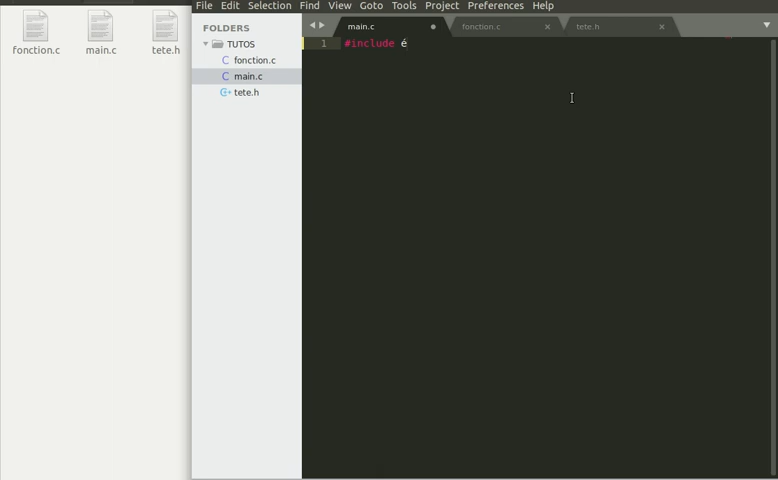 File Edit Selection Find View Goto Tools Project Preferences Help
fonction.c main.c tete.h
FOLDERS
TUTOS
fonction.c
main.c
tete.h
main.c fonction.c tete.h
1 #include é